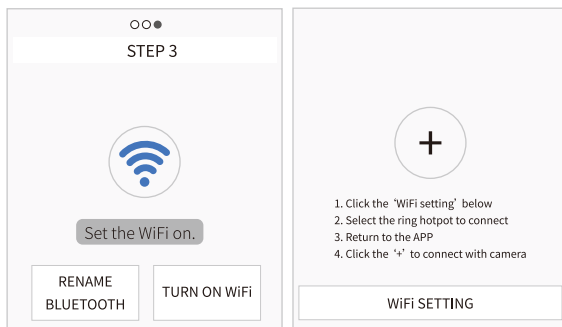 STEP 3
Set the WiFi on.
RENAME
BLUETOOTH
TURN ON WiFi
+
1. Click the ‘WiFi setting’ below
2. Select the ring hotpot to connect
3. Return to the APP
4. Click the ‘+’ to connect with camera
WiFi SETTING